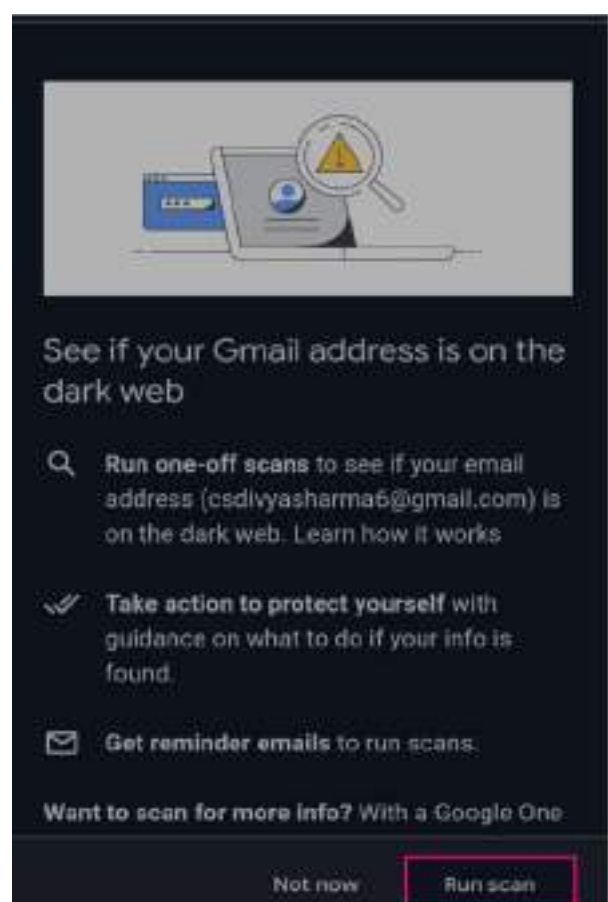 See if your Gmail address is on the
dark web
Run one-off scans to see if your email
address (csdivyasharma6@gmail.com) is
on the dark web. Learn how it works
Take action to protect yourself with
guidance on what to do if your info is
found.
Get reminder emails to run scans.
Want to scan for more info? With a Google One
Not now
Run scan